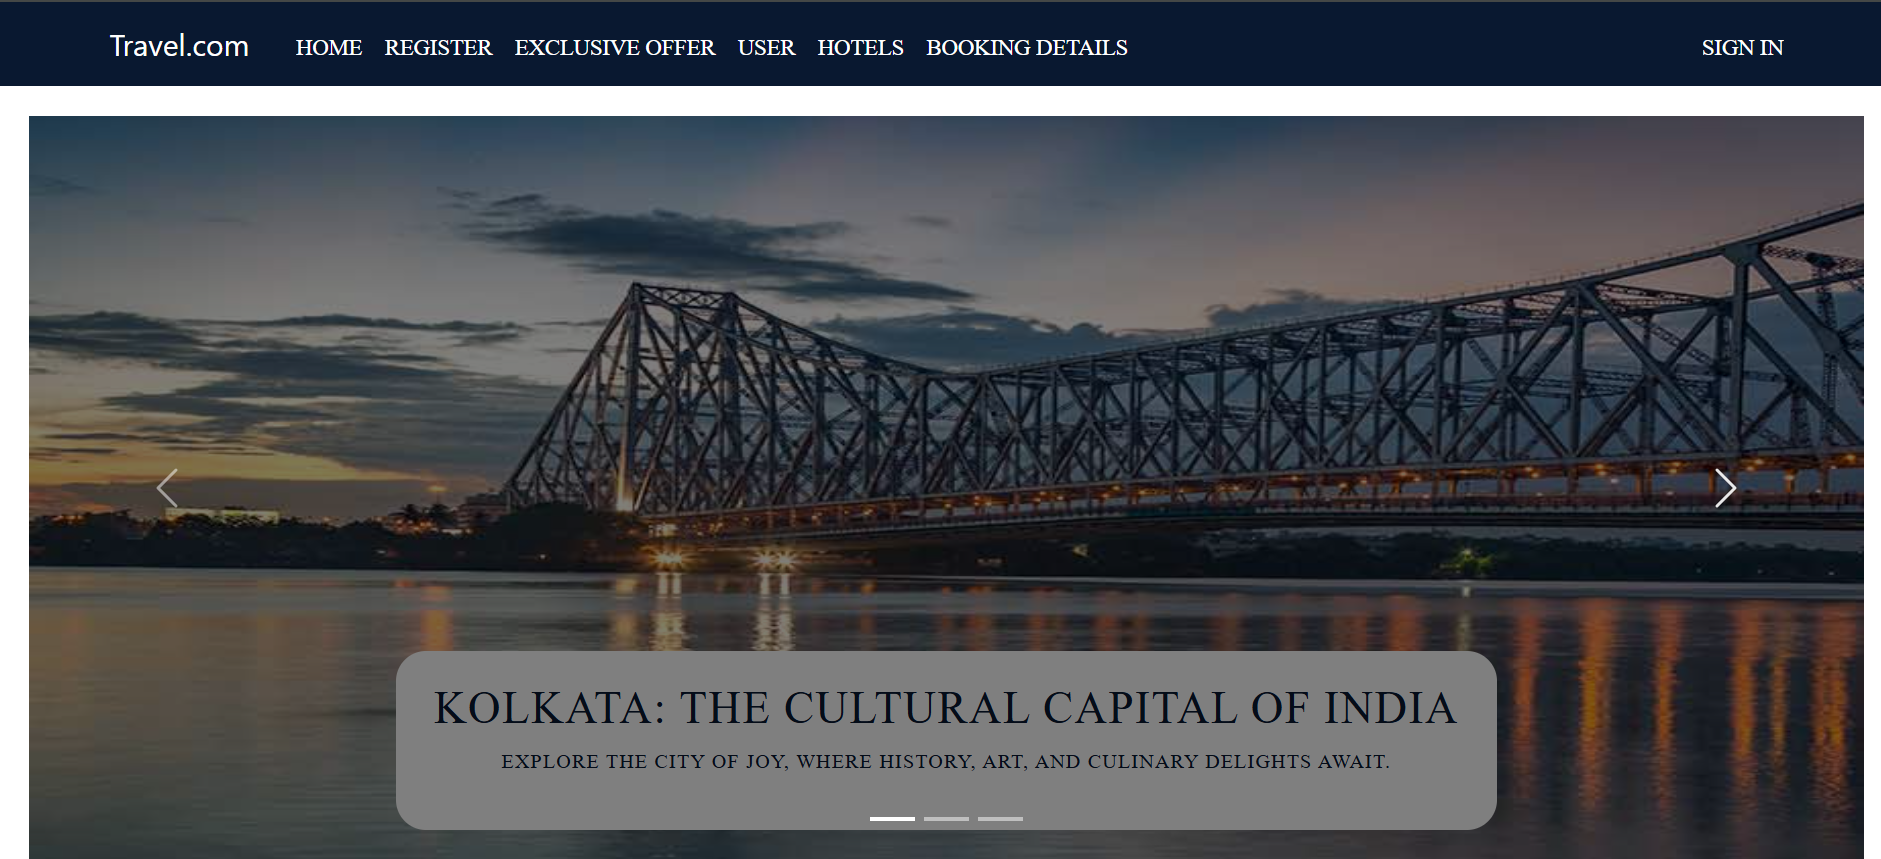 Travel.com HOME REGISTER EXCLUSIVE OFFER USER HOTELS BOOKING DETAILS SIGN IN
KOLKATA: THE CULTURAL CAPITAL OF INDIA
EXPLORE THE CITY OF JOY, WHERE HISTORY, ART, AND CULINARY DELIGHTS AWAIT.